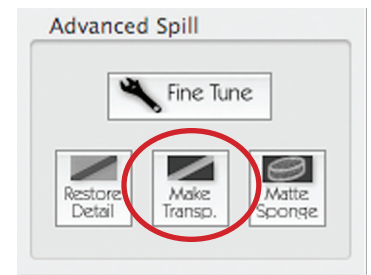 Advanced Spill
Fine Tune
Restore
Detail
Make
Transp.
Matte
Sponge